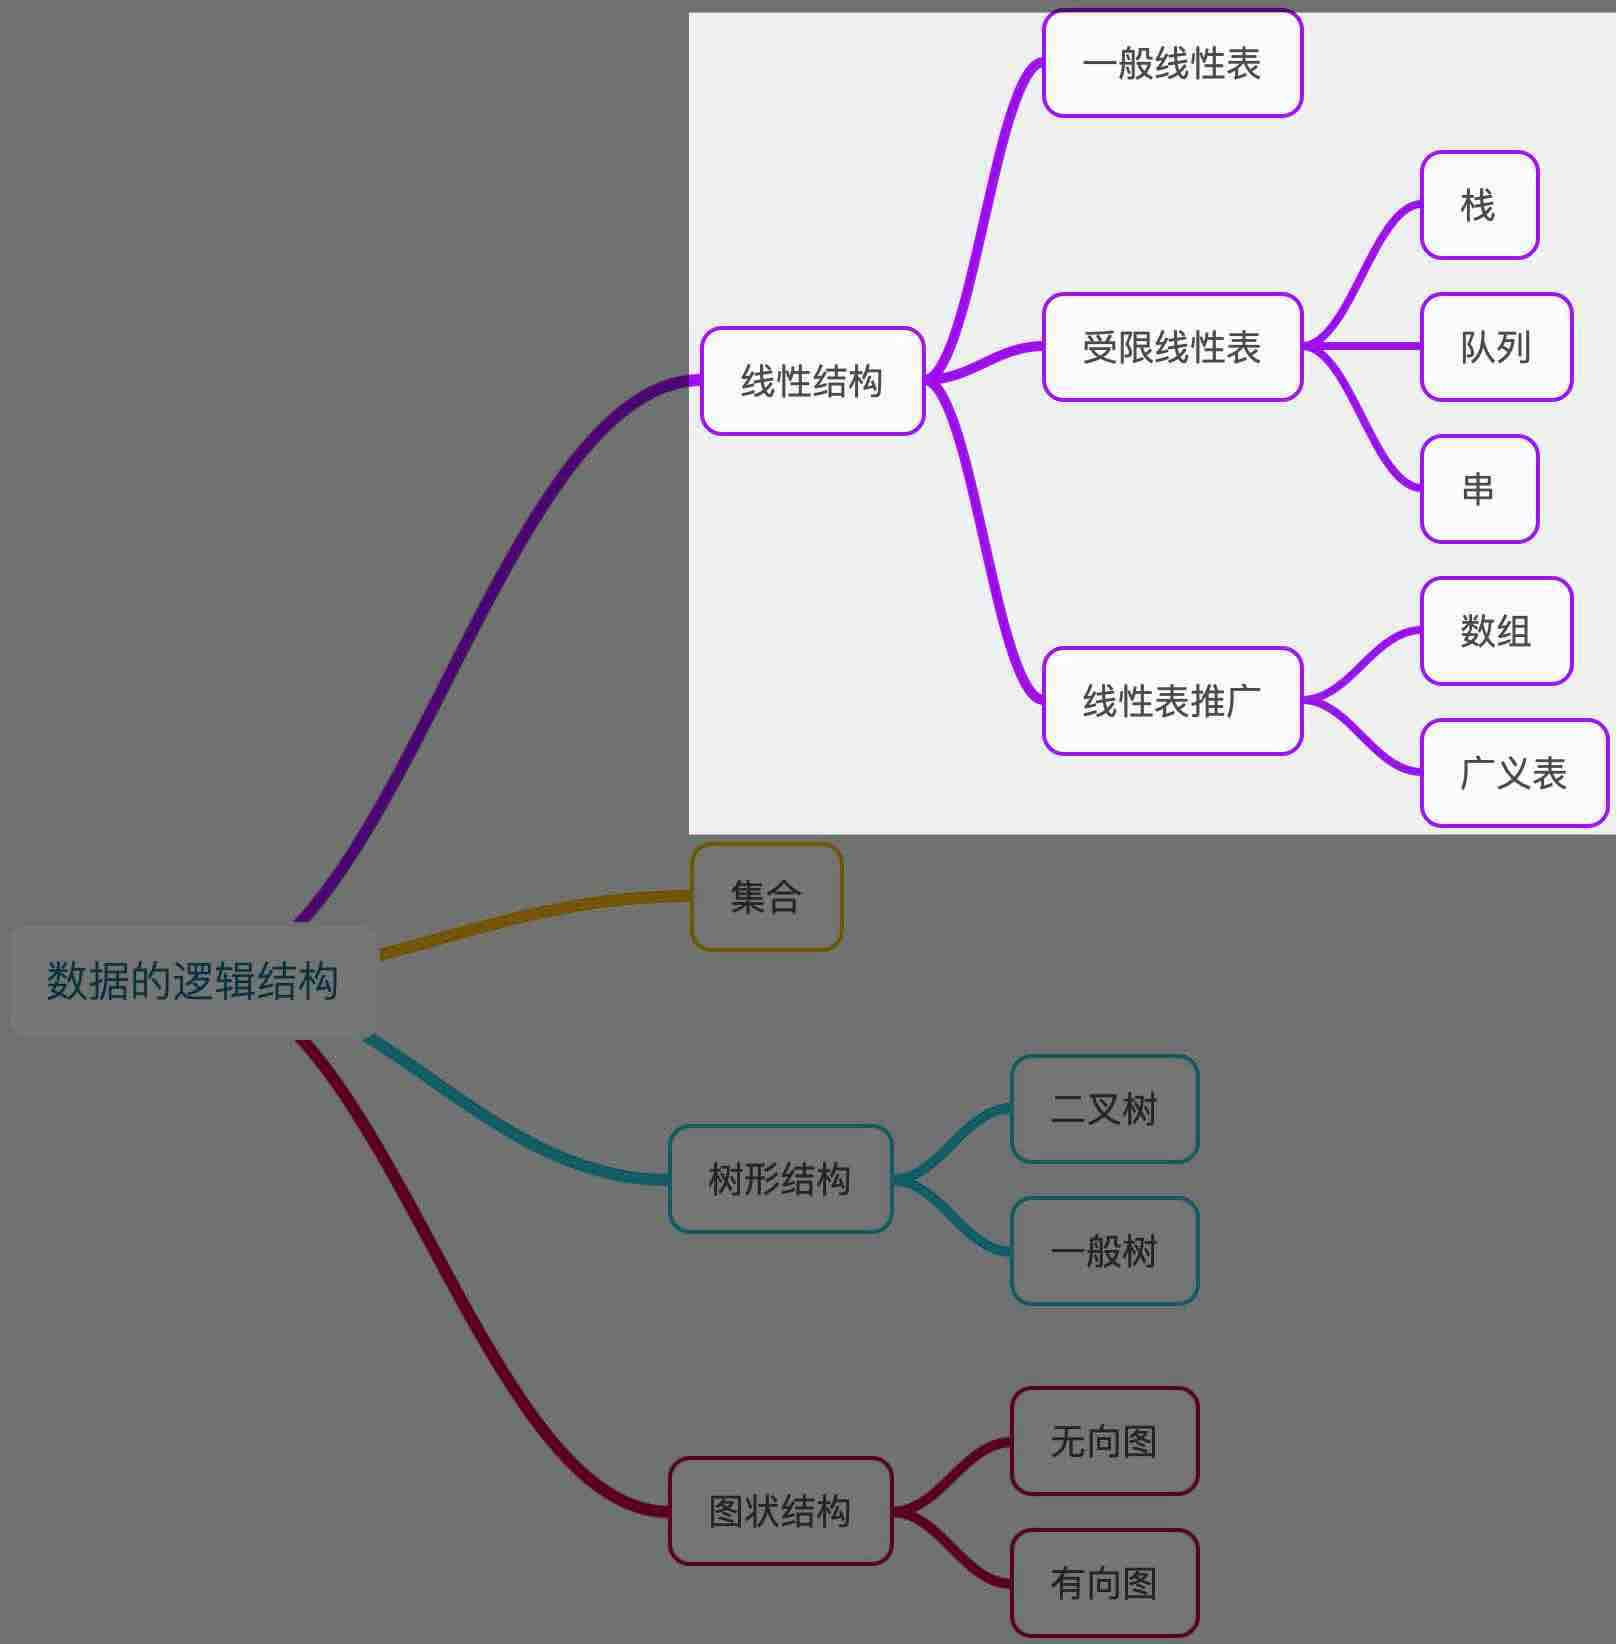 一般线性表
栈
受限线性表
队列
线性结构
串
数组
线性表推广
广义表
集合
数据的逻辑结构
二叉树
树形结构
一般树
无向图
图状结构
有向图